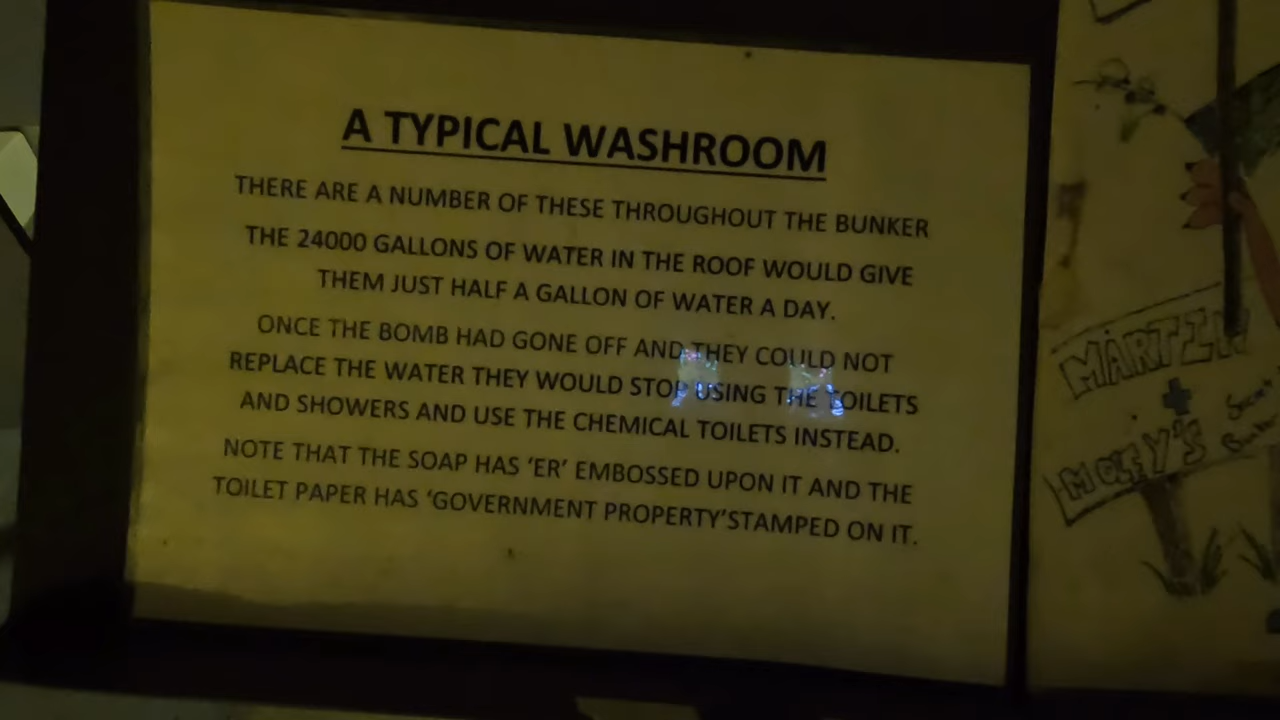 A TYPICAL WASHROOM
THERE ARE A NUMBER OF THESE THROUGHOUT THE BUNKER
THE 24000 GALLONS OF WATER IN THE ROOF WOULD GIVE
THEM JUST HALF A GALLON OF WATER A DAY.
ONCE THE BOMB HAD GONE OFF AND THEY COULD NOT
REPLACE THE WATER THEY WOULD STOP USING THE TOILETS
AND SHOWERS AND USE THE CHEMICAL TOILETS INSTEAD.
NOTE THAT THE SOAP HAS ‘ER’ EMBOSSED UPON IT AND THE
TOILET PAPER HAS ‘GOVERNMENT PROPERTY’STAMPED ON IT.
MARTIN
+